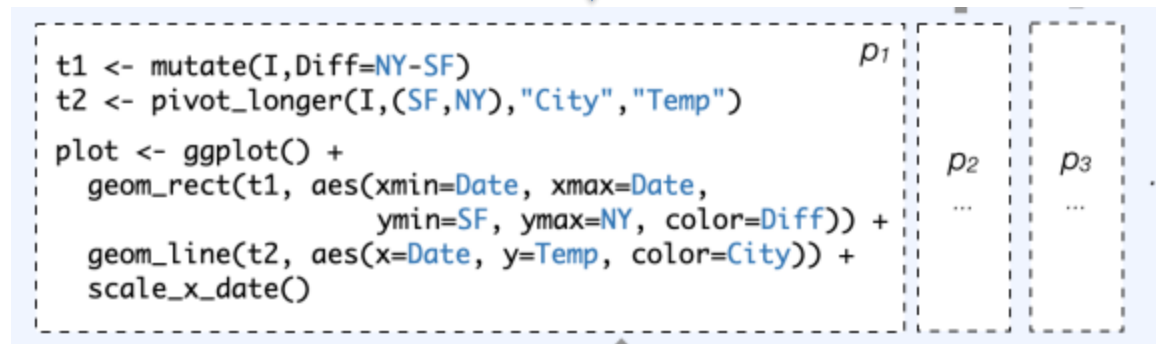 p1
t1 <- mutate(I,Diff=NY-SF)
t2 <- pivot_longer(I,(SF,NY),"City","Temp")
plot <- ggplot() +
geom_rect(t1, aes(xmin=Date, xmax=Date,
ymin=SF, ymax=NY, color=Diff)) +
geom_line(t2, aes(x=Date, y=Temp, color=City)) +
scale_x_date()
p2
...
p3
...
.